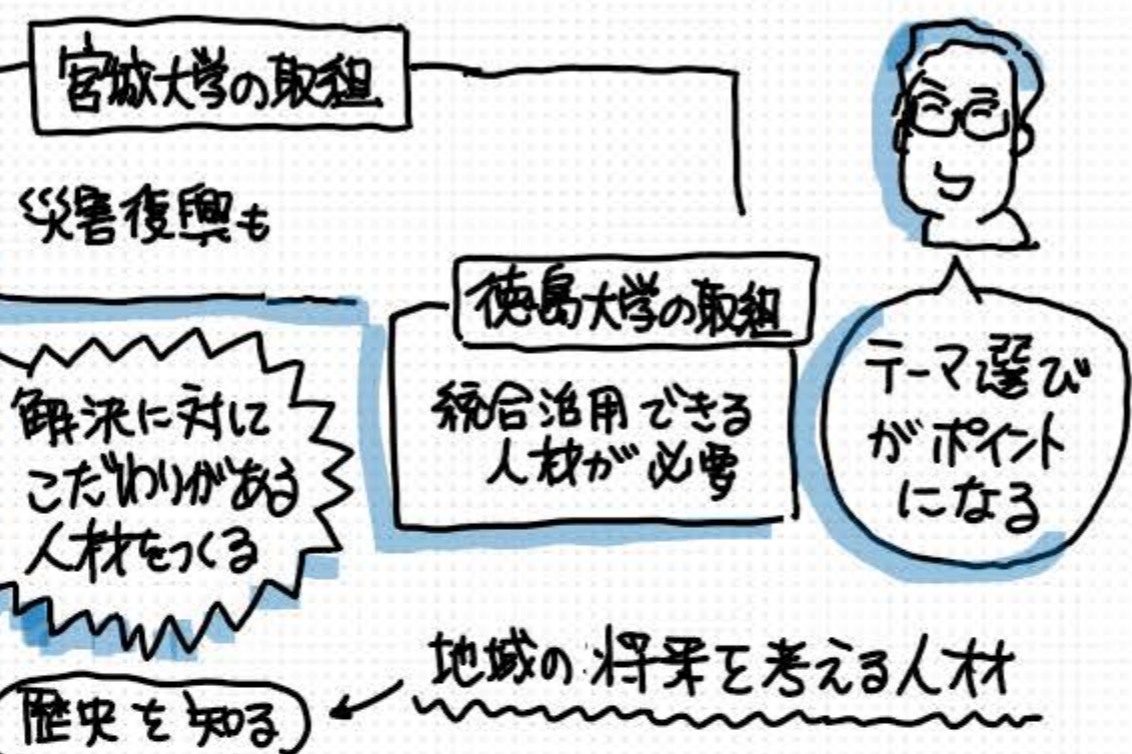 宮城大学の取組
災害復興も
解決に対して
こだわりがある
人材をつくる
徳島大学の取組
統合活用できる
人材が必要
テーマ選び
がポイント
になる
地域の将来を考える人材
歴史を知る